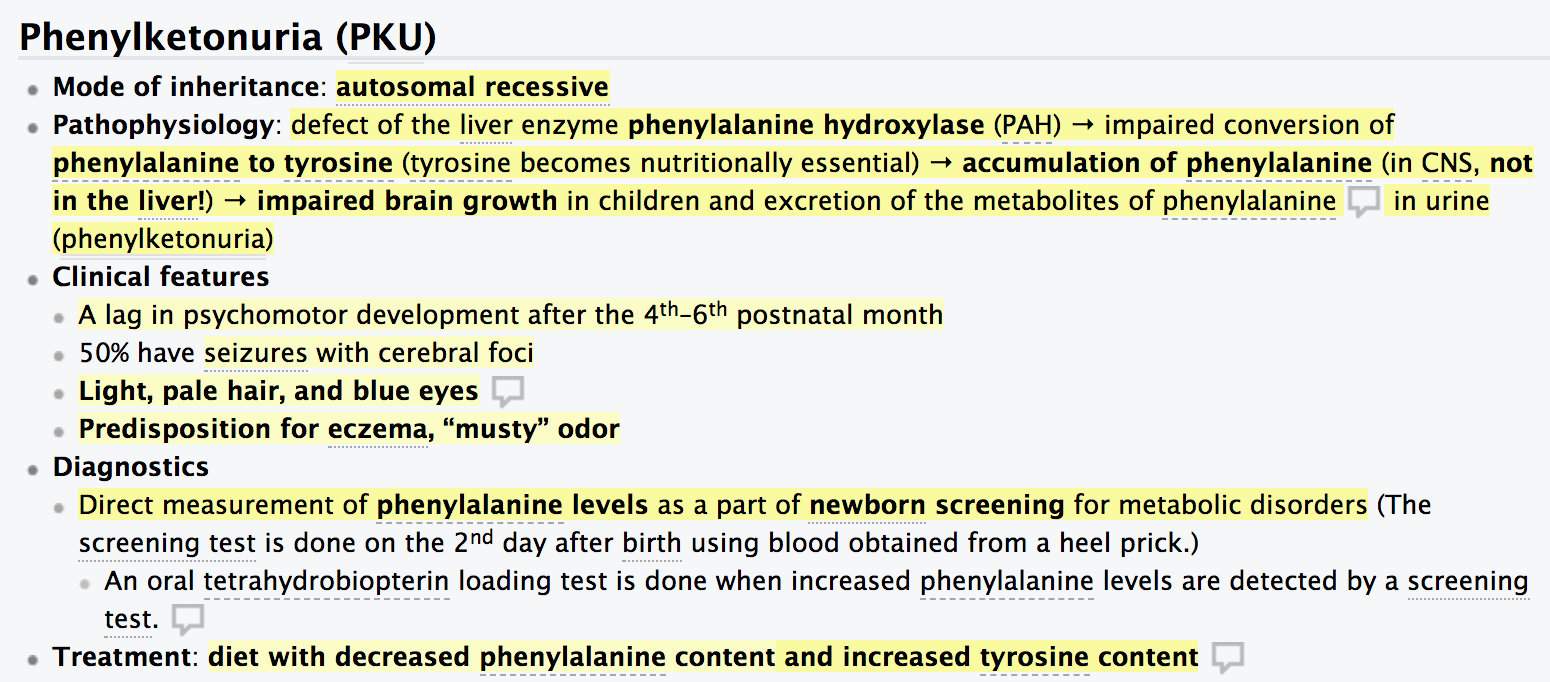 Phenylketonuria (PKU)
Mode of inheritance: autosomal recessive
Pathophysiology: defect of the liver enzyme phenylalanine hydroxylase (PAH) → impaired conversion of
phenylalanine to tyrosine (tyrosine becomes nutritionally essential) → accumulation of phenylalanine (in CNS, not
in the liver!) → impaired brain growth in children and excretion of the metabolites of phenylalanine in urine
(phenylketonuria)
Clinical features
A lag in psychomotor development after the 4th–6th postnatal month
50% have seizures with cerebral foci
Light, pale hair, and blue eyes
Predisposition for eczema, “musty” odor
Diagnostics
Direct measurement of phenylalanine levels as a part of newborn screening for metabolic disorders (The
screening test is done on the 2nd day after birth using blood obtained from a heel prick.)
An oral tetrahydrobiopterin loading test is done when increased phenylalanine levels are detected by a screening
test.
Treatment: diet with decreased phenylalanine content and increased tyrosine content